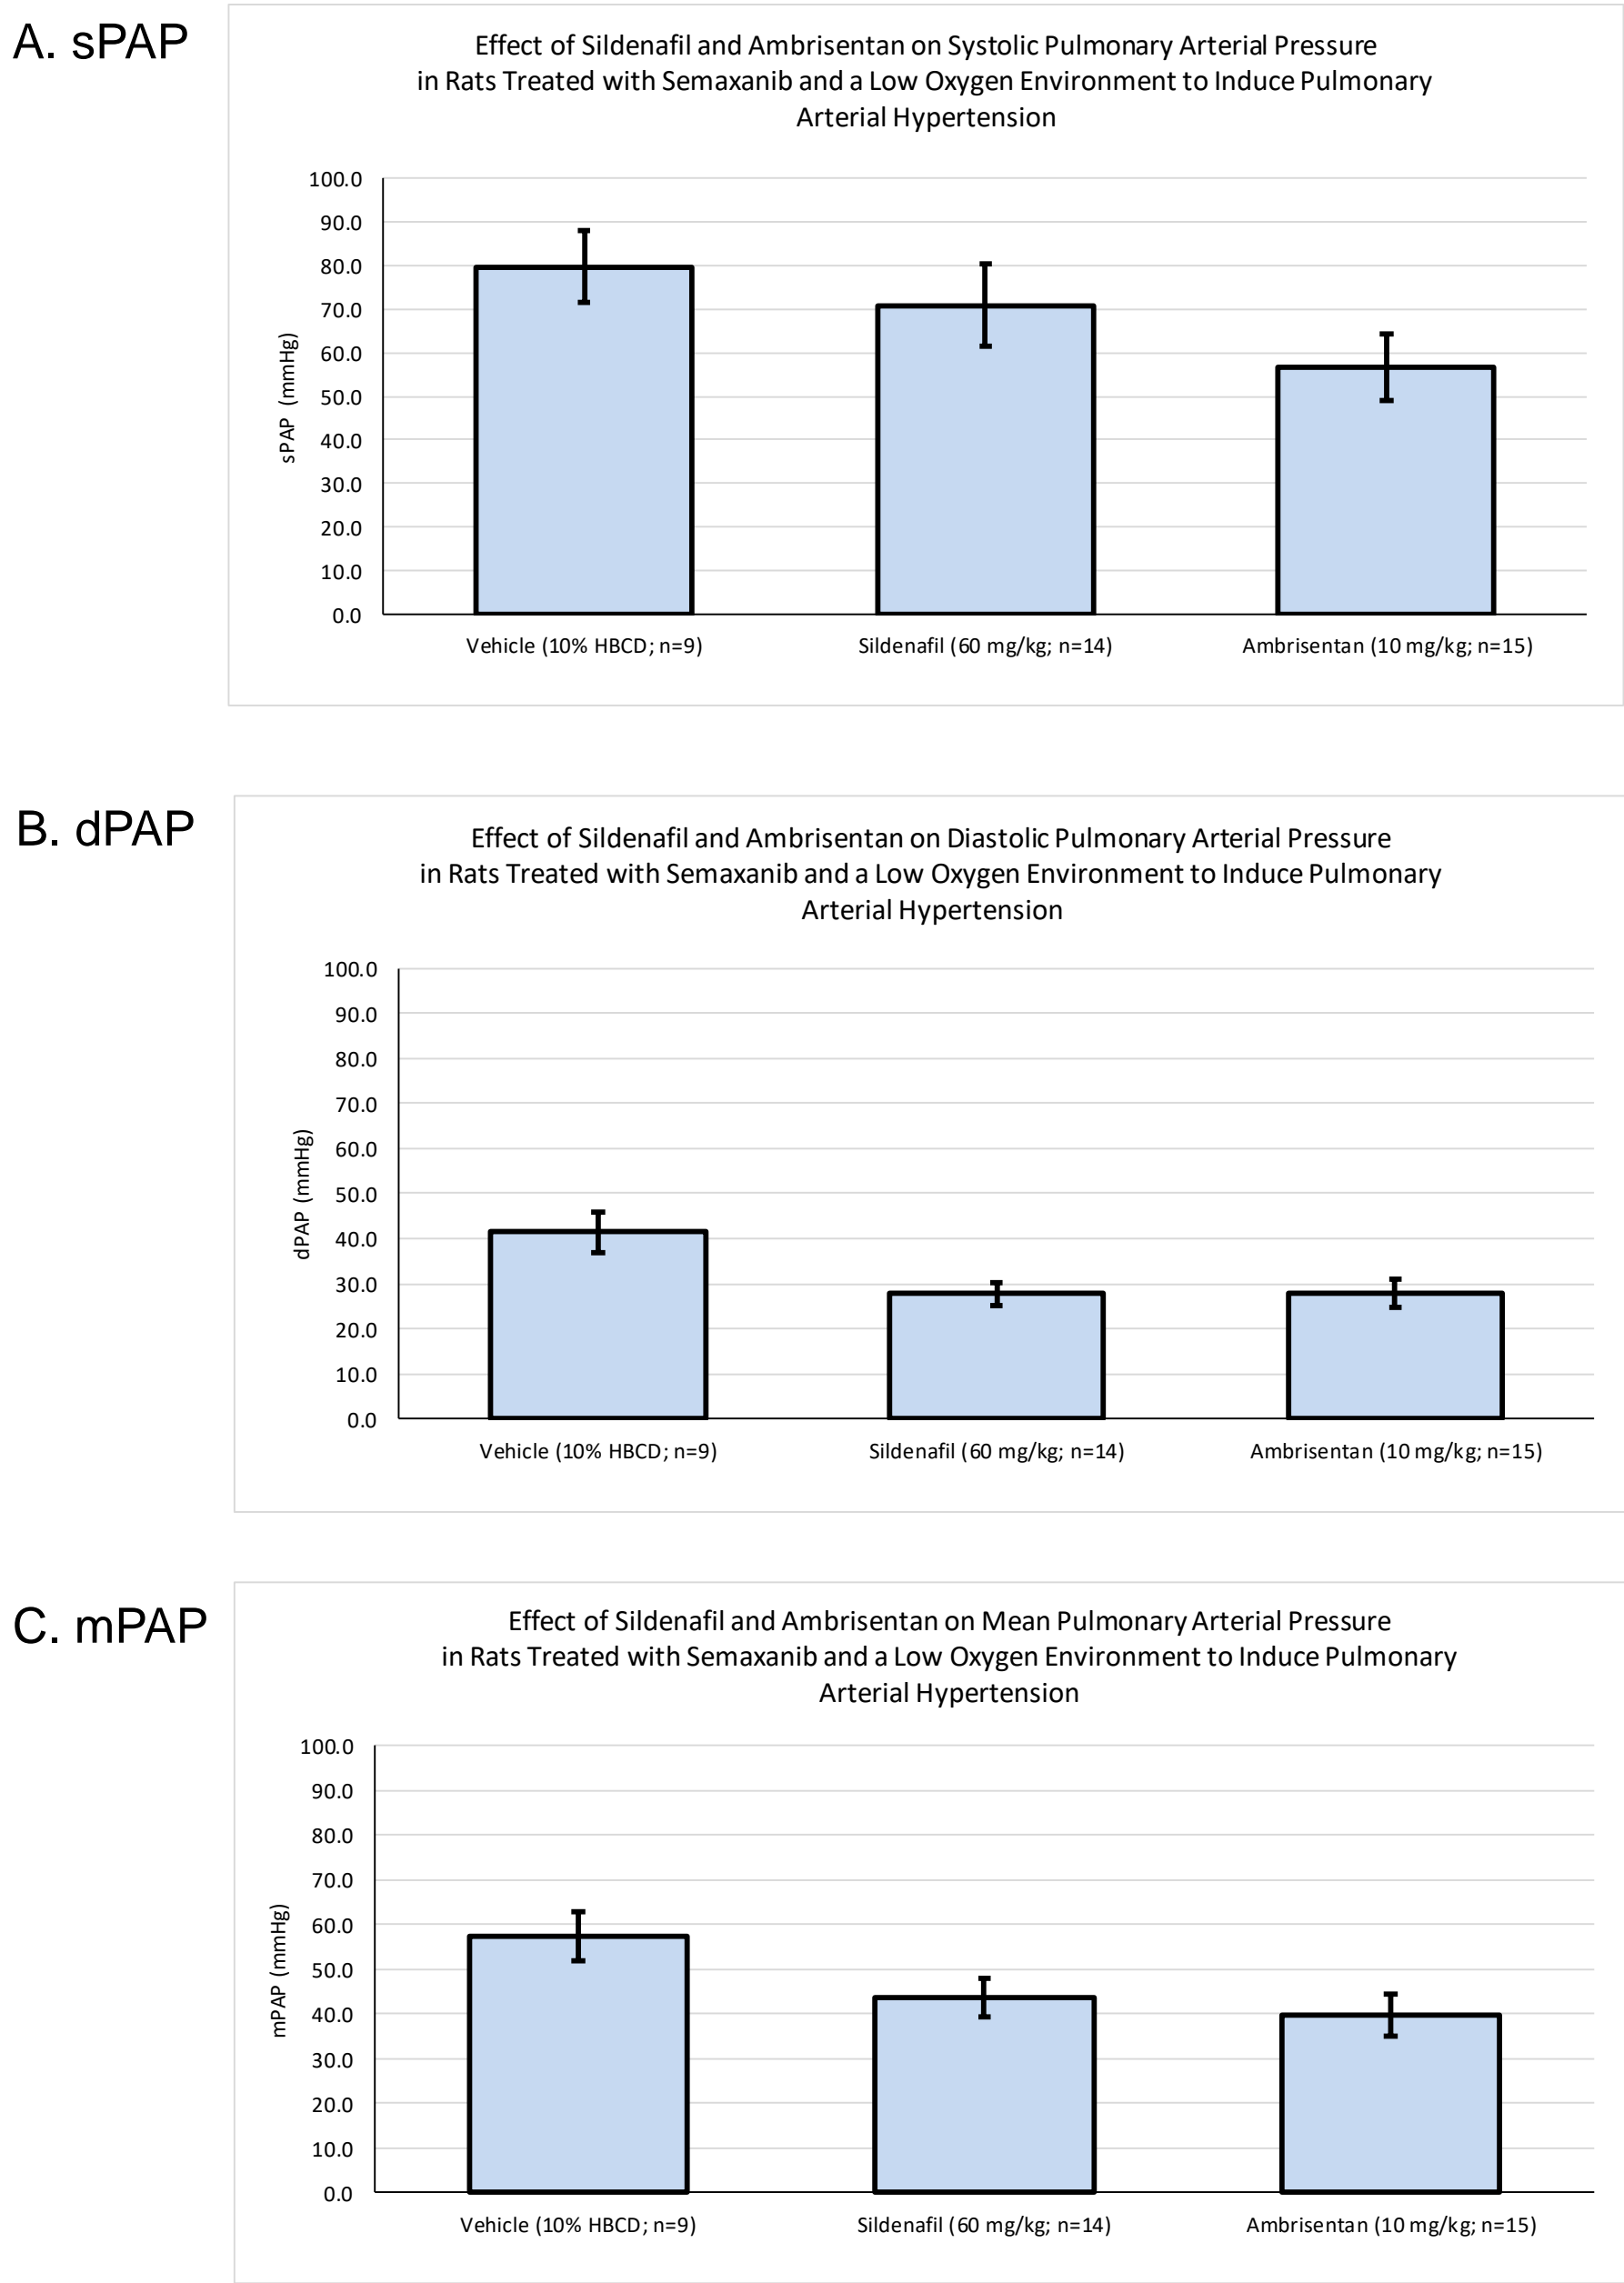 A. sPAP
Effect of Sildenafil and Ambrisentan on Systolic Pulmonary Arterial Pressure
in Rats Treated with Semaxanib and a Low Oxygen Environment to Induce Pulmonary
Arterial Hypertension
sPAP (mmHg)
100.0
90.0
80.0
70.0
60.0
50.0
40.0
30.0
20.0
10.0
0.0
Vehicle (10% HBCD; n=9)
Sildenafil (60 mg/kg; n=14)
Ambrisentan (10 mg/kg; n=15)
B. dPAP
Effect of Sildenafil and Ambrisentan on Diastolic Pulmonary Arterial Pressure
in Rats Treated with Semaxanib and a Low Oxygen Environment to Induce Pulmonary
Arterial Hypertension
dPAP (mmHg)
100.0
90.0
80.0
70.0
60.0
50.0
40.0
30.0
20.0
10.0
0.0
Vehicle (10% HBCD; n=9)
Sildenafil (60 mg/kg; n=14)
Ambrisentan (10 mg/kg; n=15)
C. mPAP
Effect of Sildenafil and Ambrisentan on Mean Pulmonary Arterial Pressure
in Rats Treated with Semaxanib and a Low Oxygen Environment to Induce Pulmonary
Arterial Hypertension
mPAP (mmHg)
100.0
90.0
80.0
70.0
60.0
50.0
40.0
30.0
20.0
10.0
0.0
Vehicle (10% HBCD; n=9)
Sildenafil (60 mg/kg; n=14)
Ambrisentan (10 mg/kg; n=15)